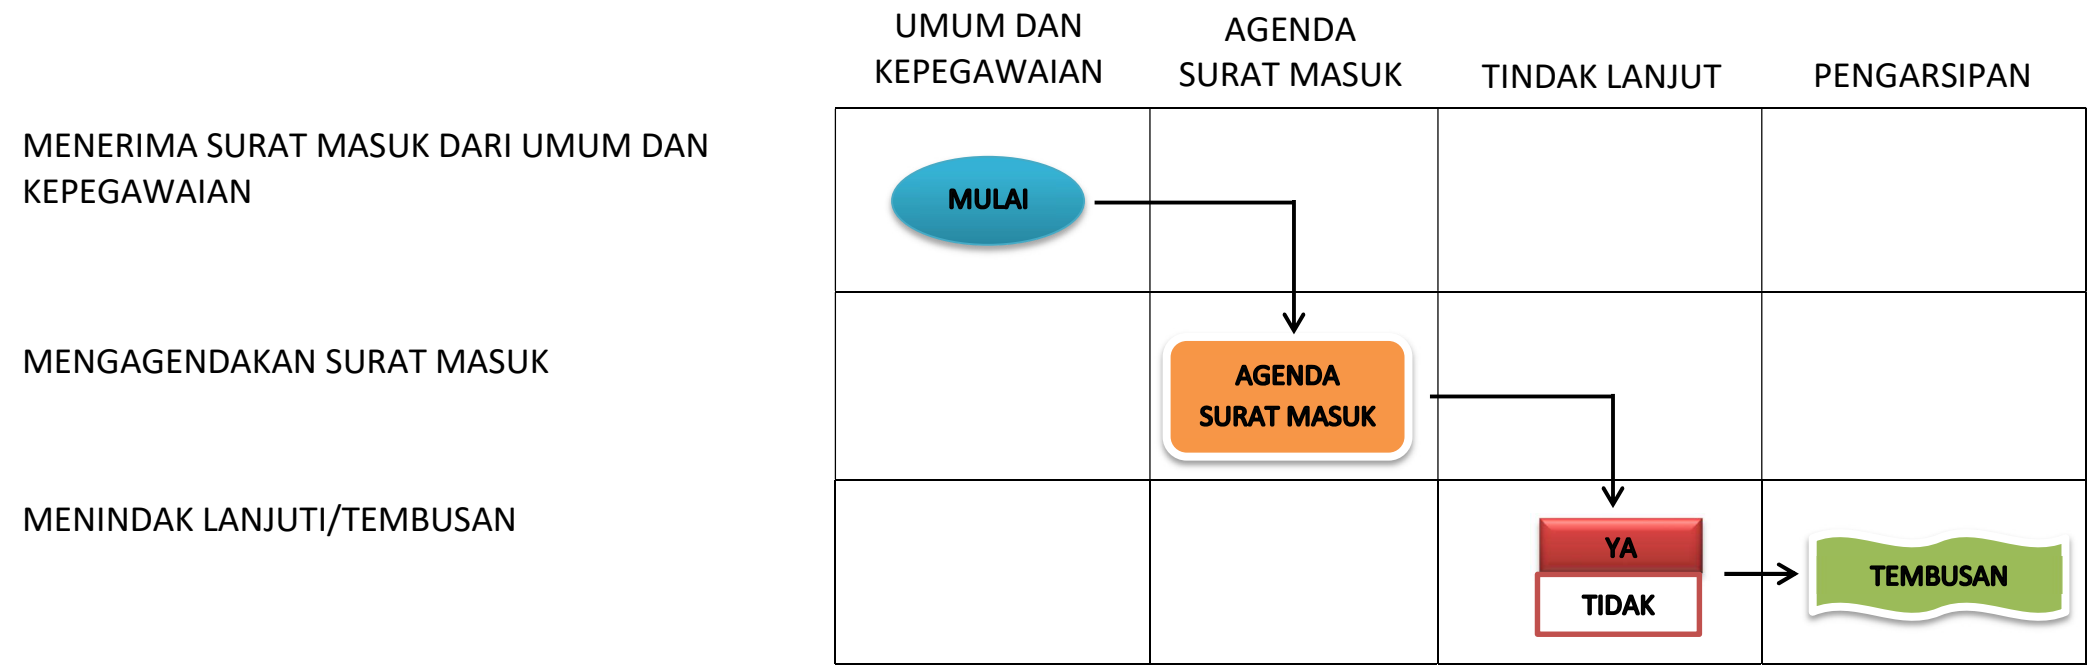 UMUM DAN
KEPEGAWAIAN
AGENDA
SURAT MASUK
TINDAK LANJUT
PENGARSIPAN
MENERIMA SURAT MASUK DARI UMUM DAN
KEPEGAWAIAN
MULAI
MENGAGENDAKAN SURAT MASUK
AGENDA
SURAT MASUK
MENINDAK LANJUTI/TEMBUSAN
YA
TIDAK
TEMBUSAN